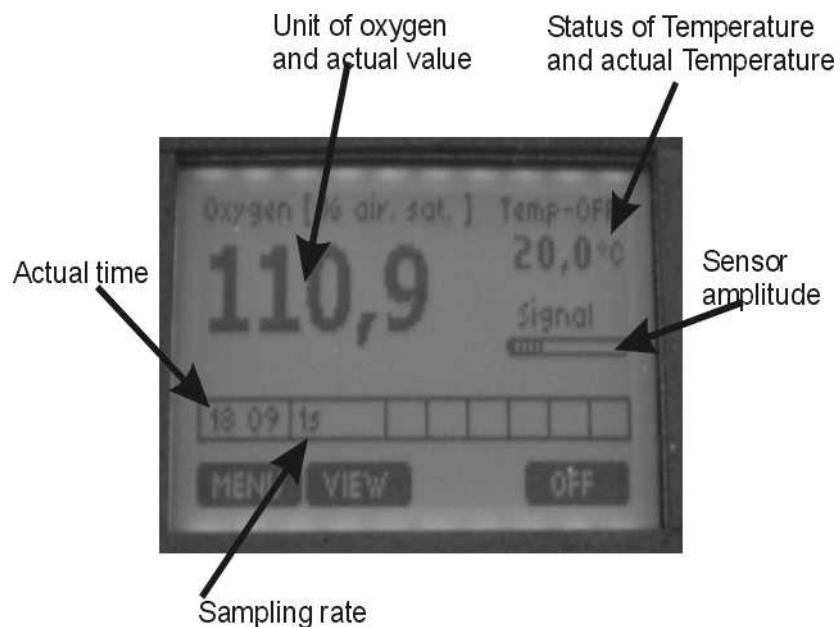 Unit of oxygen
and actual value
Status of Temperature
and actual Temperature
Oxygen [% air. sat. ]
Temp-OFF
110,9
20,0°C
Actual time
Sensor
amplitude
Signal
18 09
1s
MENU
VIEW
OFF
Sampling rate